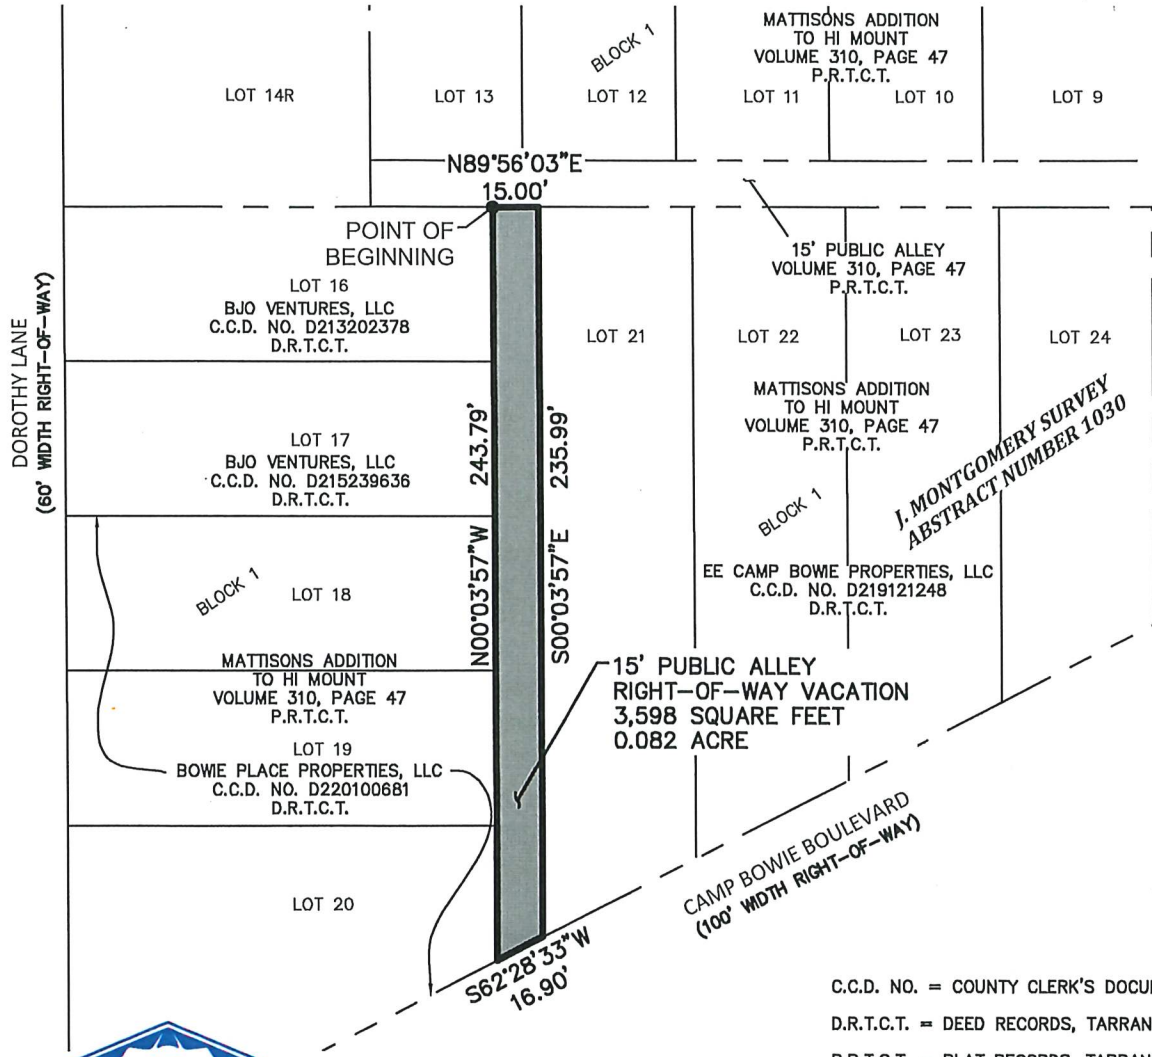 MATTISONS ADDITION
TO HI MOUNT
VOLUME 310, PAGE 47
P.R.T.C.T.
BLOCK 1
LOT 14R
LOT 13
LOT 12
LOT 11
LOT 10
LOT 9
N89°56'03"E
15.00'
POINT OF
BEGINNING
15' PUBLIC ALLEY
VOLUME 310, PAGE 47
P.R.T.C.T.
DOROTHY LANE
(60' WIDTH RIGHT-OF-WAY)
LOT 16
BJO VENTURES, LLC
C.C.D. NO. D213202378
D.R.T.C.T.
LOT 21
LOT 22
LOT 23
LOT 24
MATTISONS ADDITION
TO HI MOUNT
VOLUME 310, PAGE 47
P.R.T.C.T.
J. MONTGOMERY SURVEY
ABSTRACT NUMBER 1030
LOT 17
BJO VENTURES, LLC
C.C.D. NO. D215239636
D.R.T.C.T.
N00°03'57"W
243.79'
S00°03'57"E
235.99'
BLOCK 1
EE CAMP BOWIE PROPERTIES, LLC
C.C.D. NO. D219121248
D.R.T.C.T.
BLOCK 1
LOT 18
MATTISONS ADDITION
TO HI MOUNT
VOLUME 310, PAGE 47
P.R.T.C.T.
15' PUBLIC ALLEY
RIGHT-OF-WAY VACATION
3,598 SQUARE FEET
0.082 ACRE
LOT 19
BOWIE PLACE PROPERTIES, LLC
C.C.D. NO. D220100681
D.R.T.C.T.
LOT 20
CAMP BOWIE BOULEVARD
(100' WIDTH RIGHT-OF-WAY)
S62°28'33"W
16.90'
C.C.D. NO. = COUNTY CLERK'S DOCU
D.R.T.C.T. = DEED RECORDS, TARRAN
P.R.T.C.T. = PLAT RECORDS, TARRAN